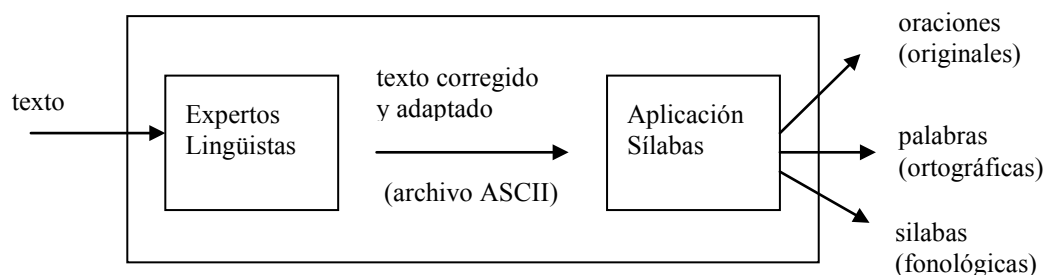 texto
Expertos
Lingüistas
texto corregido
y adaptado
(archivo ASCII)
Aplicación
Sílabas
oraciones
(originales)
palabras
(ortográficas)
silabas
(fonológicas)